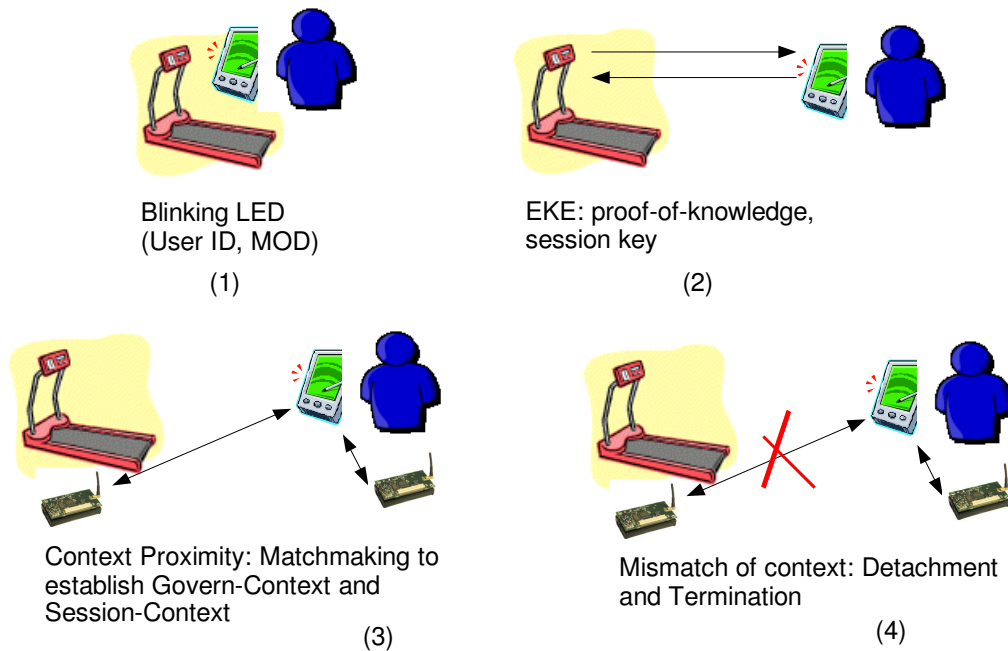 Blinking LED
(User ID, MOD)
(1)
EKE: proof-of-knowledge,
session key
(2)
Context Proximity: Matchmaking to
establish Govern-Context and
Session-Context
(3)
Mismatch of context: Detachment
and Termination
(4)